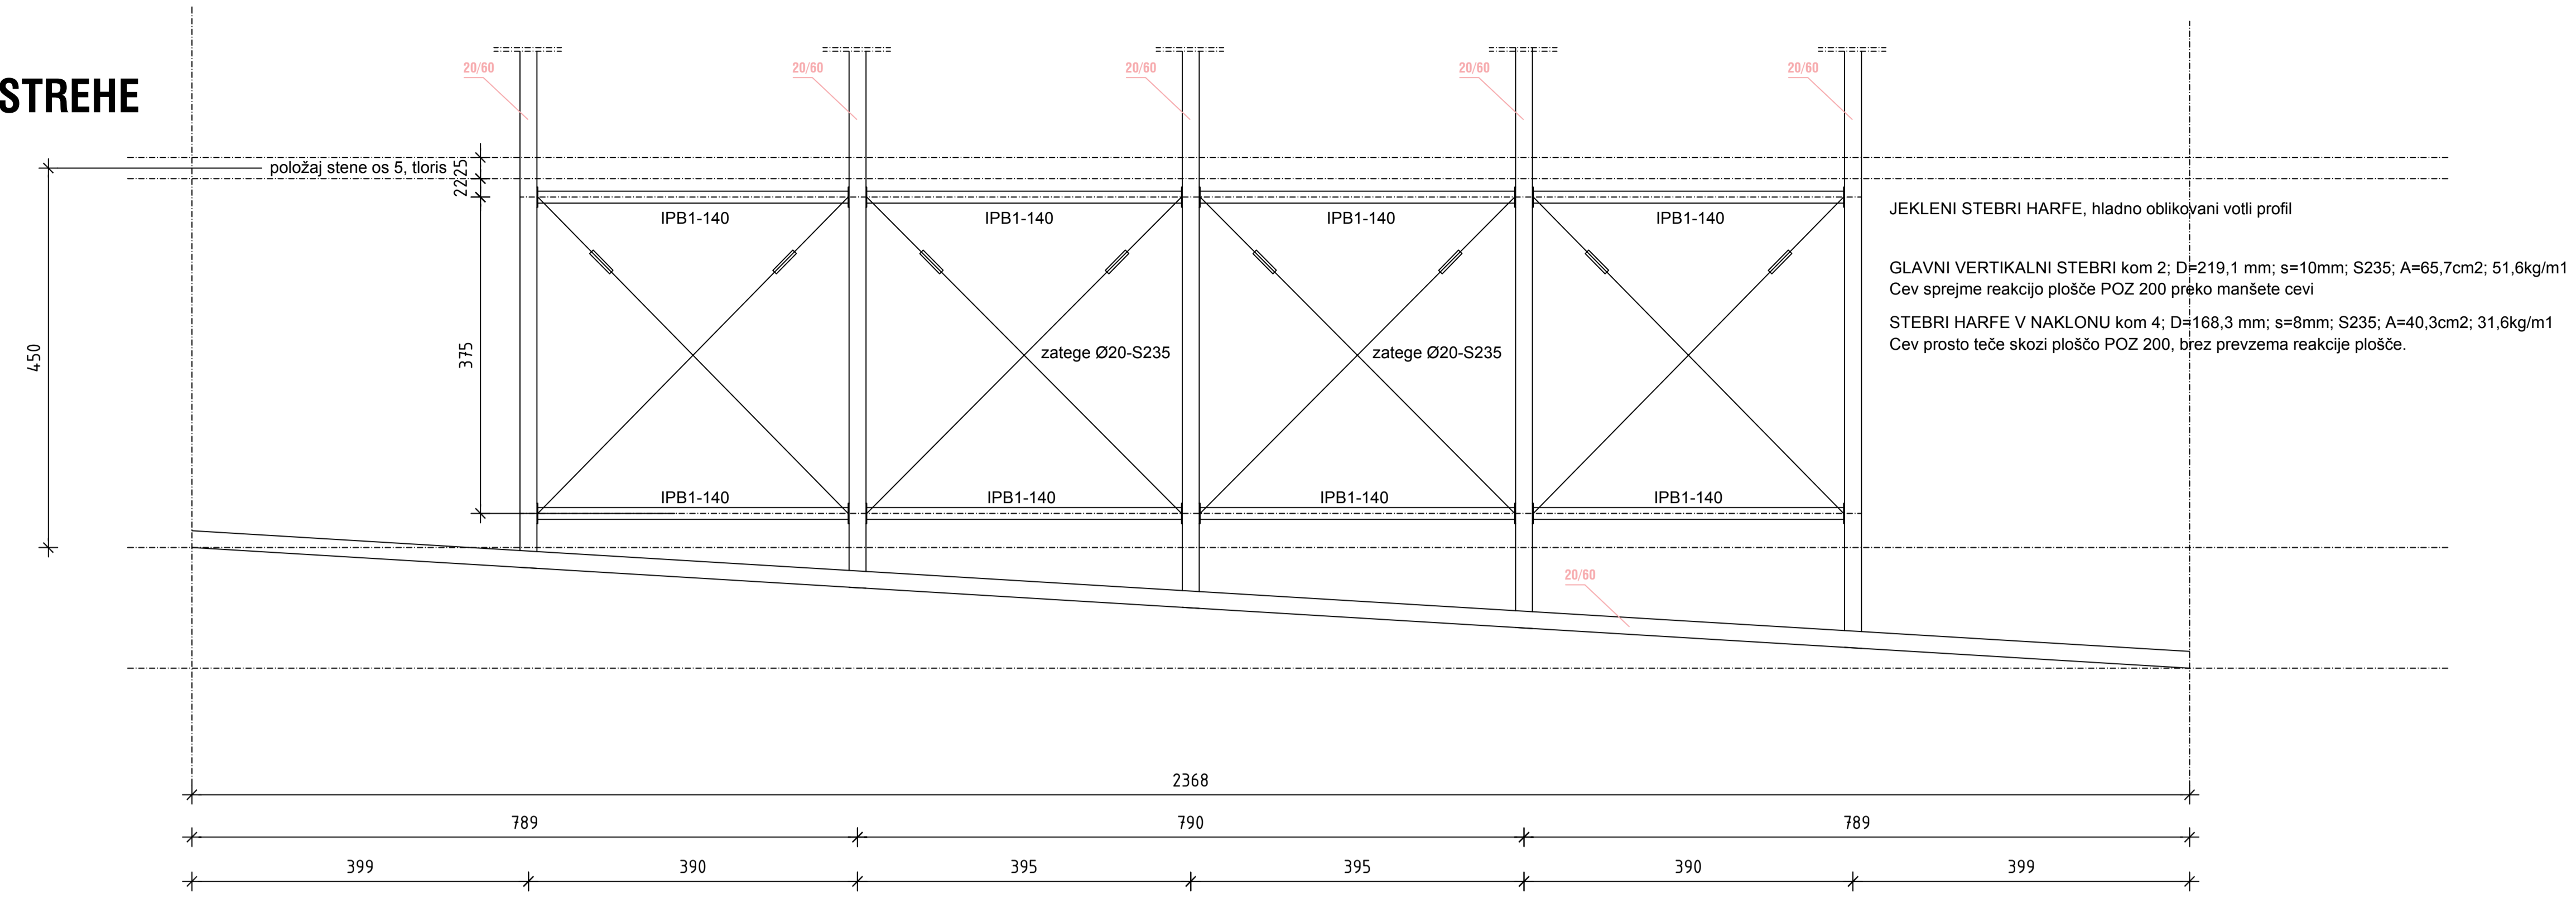 STREHE
20/60
20/60
20/60
20/60
20/60
položaj stene os 5, tloris
25
22
375
450
IPB1-140
IPB1-140
IPB1-140
IPB1-140
JEKLENI STEBRI HARFE, hladno oblikovani votli profil
GLAVNI VERTIKALNI STEBRI kom 2; D=219,1 mm; s=10mm; S235; A=65,7cm2; 51,6kg/m1
Cev sprejme reakcijo plošče POZ 200 preko manšete cevi
STEBRI HARFE V NAKLONU kom 4; D=168,3 mm; s=8mm; S235; A=40,3cm2; 31,6kg/m1
Cev prosto teče skozi ploščo POZ 200, brez prevzema reakcije plošče.
zatege Ø20-S235
zatege Ø20-S235
IPB1-140
IPB1-140
IPB1-140
IPB1-140
20/60
2368
789
790
789
399
390
395
395
390
399